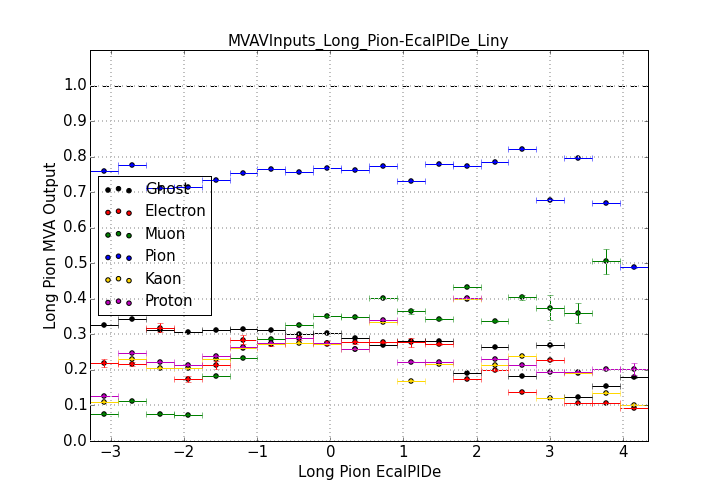 MVAVInputs_Long_Pion-EcalPIDe_Liny
1.0
0.9
0.8
0.7
0.6
0.5
0.4
0.3
0.2
0.1
0.0
Long Pion MVA Output
Ghost
Electron
Muon
Pion
Kaon
Proton
−3 −2 −1 0 1 2 3 4
Long Pion EcalPIDe